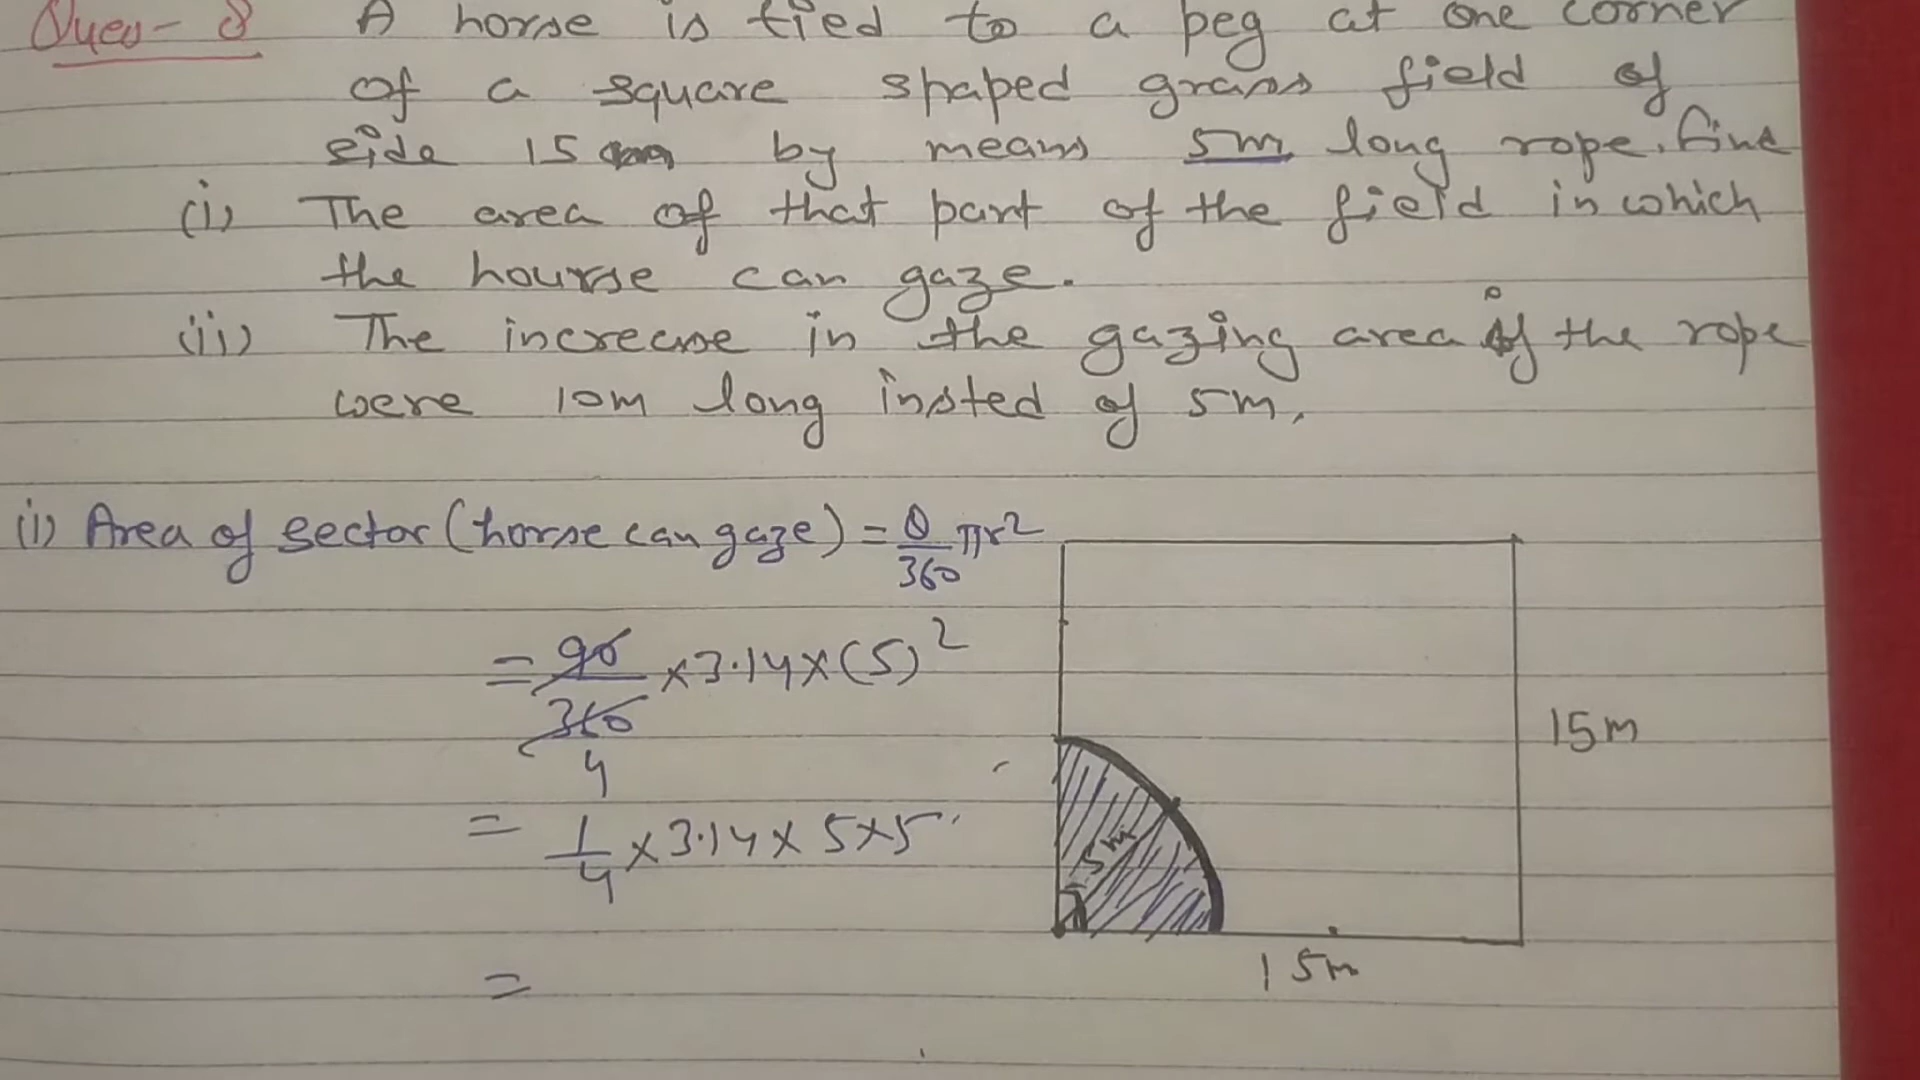 Ques- 8 A horse is tied to a peg at one corner
of a square shaped grass field of
side 15 by means 5m long rope. find
(i) The area of that part of the field in which
the hourse can gaze.
(ii) The increase in the gazing area of the rope
were 10m long insted of 5m.
(i) Area of sector (horse can gaze) = θ/360 πr²
= 90/360 × 3.14 × (5)²
4
= 1/4 × 3.14 × 5 × 5
=
5m
15m
15m